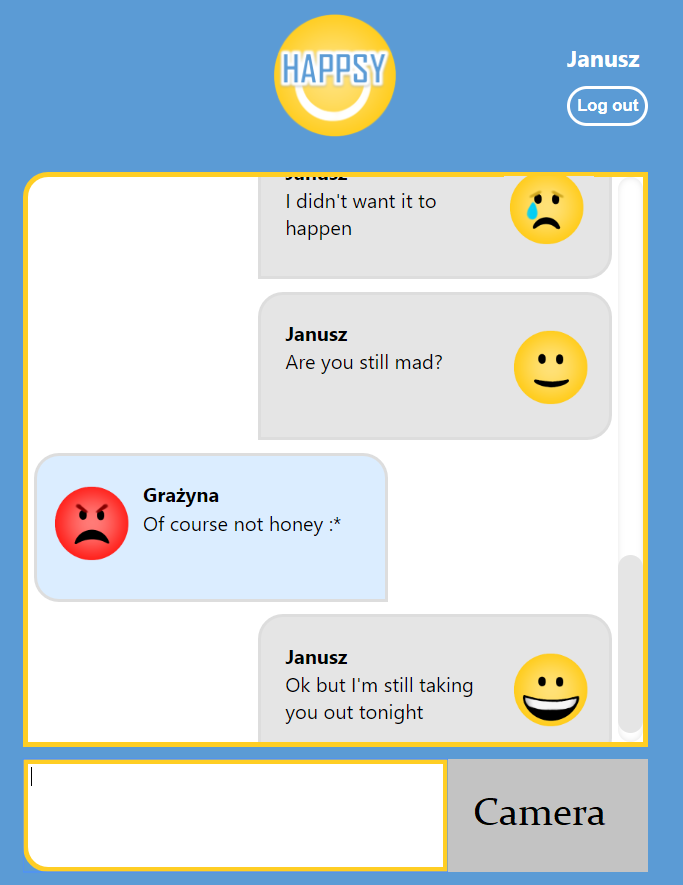 HAPPSY
Janusz
Log out
Janusz
I didn't want it to
happen
Janusz
Are you still mad?
Grażyna
Of course not honey :*
Janusz
Ok but I'm still taking
you out tonight
Camera